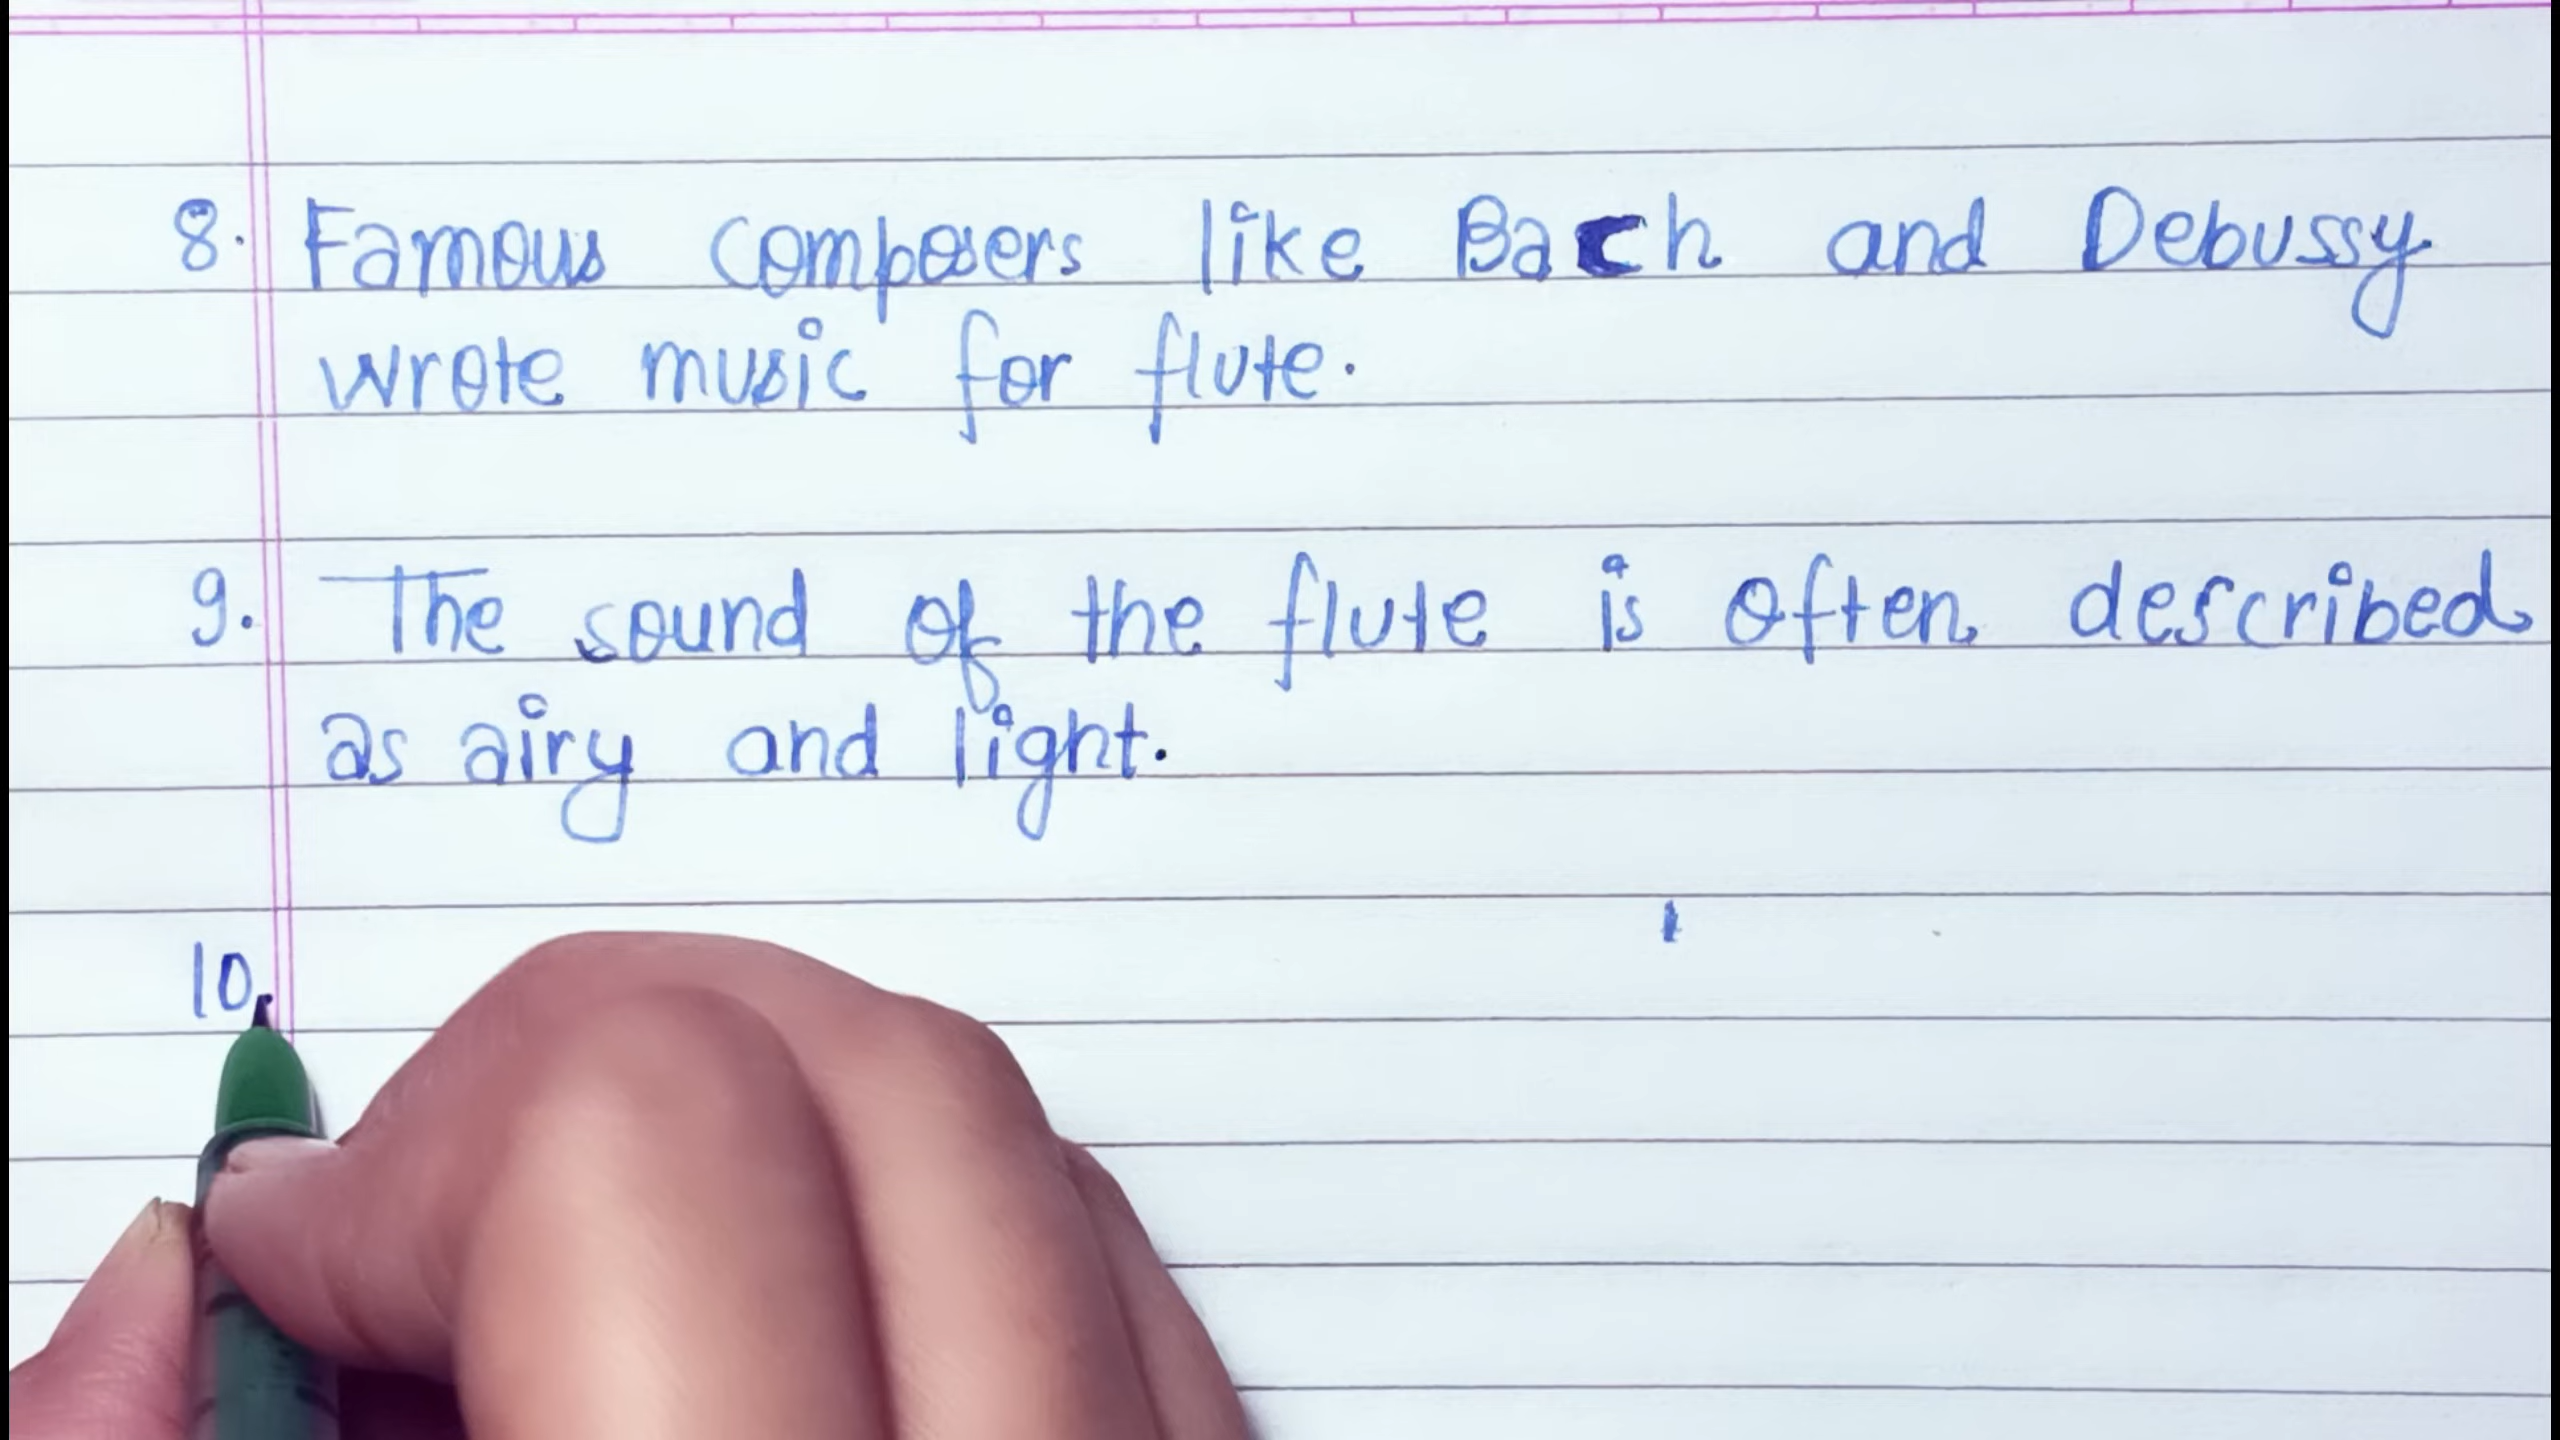 8. Famous composers like Bach and Debussy
wrote music for flute.
9. The sound of the flute is often described
as airy and light.
10.